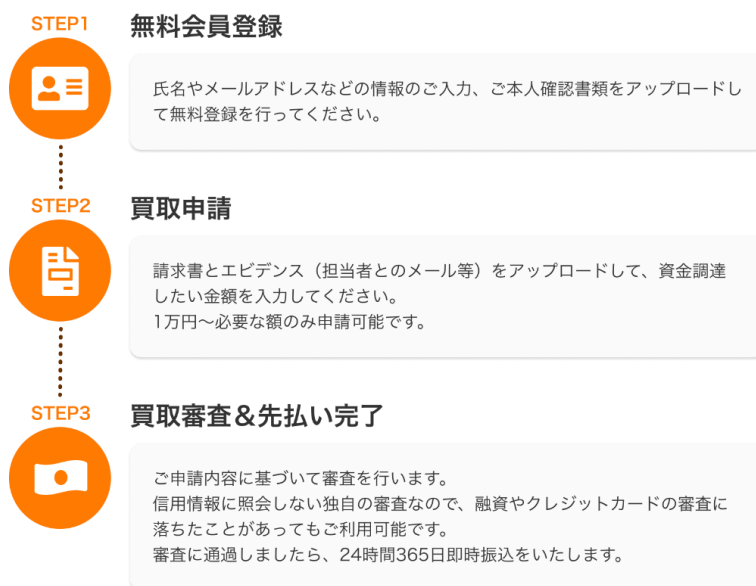 STEP1
無料会員登録
氏名やメールアドレスなどの情報のご入力、ご本人確認書類をアップロードし
て無料登録を行ってください。
STEP2
買取申請
請求書とエビデンス（担当者とのメール等）をアップロードして、資金調達
したい金額を入力してください。
1万円〜必要な額のみ申請可能です。
STEP3
買取審査＆先払い完了
ご申請内容に基づいて審査を行います。
信用情報に照会しない独自の審査なので、融資やクレジットカードの審査に
落ちたことがあってもご利用可能です。
審査に通過しましたら、24時間365日即時振込をいたします。